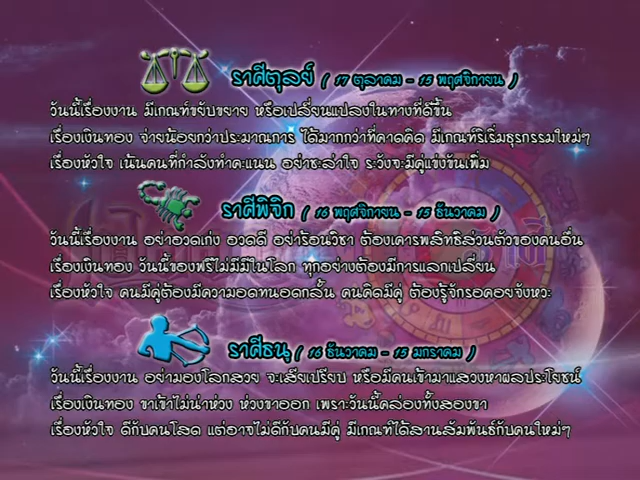 ราศีตุลย์ ( 17 ตุลาคม - 15 พฤศจิกายน )
วันนี้เรื่องงาน มีเกณฑ์ขยับขยาย หรือเปลี่ยนแปลงในทางที่ดีขึ้น
เรื่องเงินทอง จ่ายน้อยกว่าประมาณการ ได้มากกว่าที่คาดคิด มีเกณฑ์ริเริ่มธุรกรรมใหม่ๆ
เรื่องหัวใจ เน้นคนที่กำลังทำคะแนน อย่าชะล่าใจ ระวังจะมีคู่แข่งขันเพิ่ม
ราศีพิจิก ( 16 พฤศจิกายน - 15 ธันวาคม )
วันนี้เรื่องงาน อย่าอวดเก่ง อวดดี อย่าร้อนวิชา ต้องเคารพสิทธิส่วนตัวของคนอื่น
เรื่องเงินทอง วันนี้ของฟรีไม่มีมีในโลก ทุกอย่างต้องมีการแลกเปลี่ยน
เรื่องหัวใจ คนมีคู่ต้องมีความอดทนอดกลั้น คนคิดมีคู่ ต้องรู้จักรอคอยจังหวะ
ราศีธนู ( 16 ธันวาคม - 15 มกราคม )
วันนี้เรื่องงาน อย่ามองโลกสวย จะเสียเปรียบ หรือมีคนเข้ามาแสวงหาผลประโยชน์
เรื่องเงินทอง ขาเข้าไม่น่าห่วง ห่วงขาออก เพราะวันนี้คล่องทั้งสองขา
เรื่องหัวใจ ดีกับคนโสด แต่อาจไม่ดีกับคนมีคู่ มีเกณฑ์ได้สานสัมพันธ์กับคนใหม่ๆ